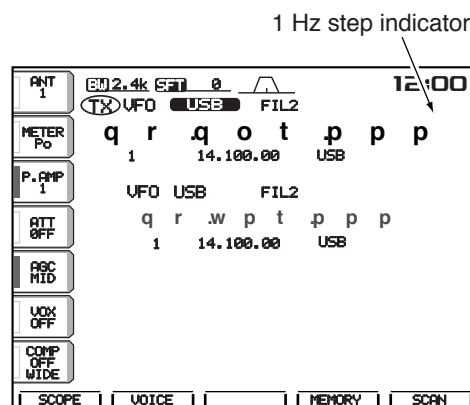 1 Hz step indicator
ANT 1
BW 2.4k SFT 0
12:00
TX VFO USB FIL2
METER Po
q r .q o t .p p p
1 14.100.00 USB
P.AMP 1
VFO USB FIL2
ATT OFF
q r .w p t .p p p
1 14.100.00 USB
AGC MID
VOX OFF
COMP OFF WIDE
SCOPE VOICE MEMORY SCAN